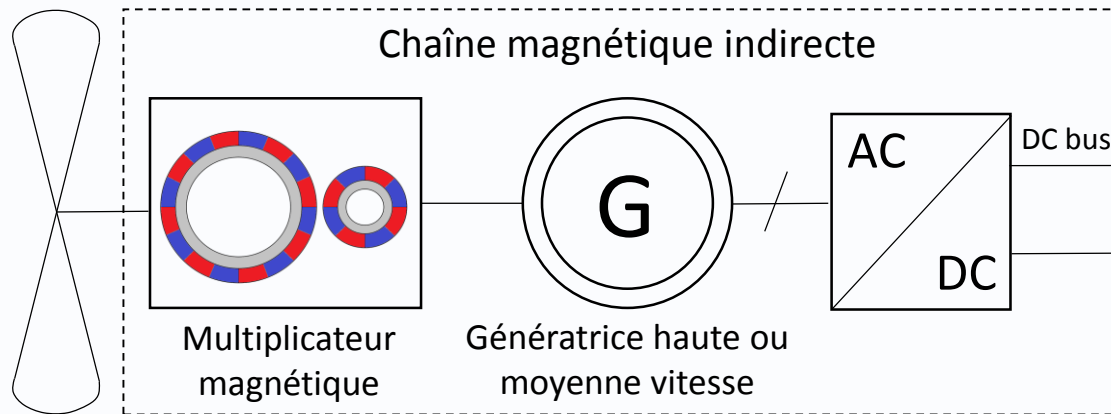 Chaîne magnétique indirecte
Multiplicateur
magnétique
G
Génératrice haute ou
moyenne vitesse
AC
DC
DC bus